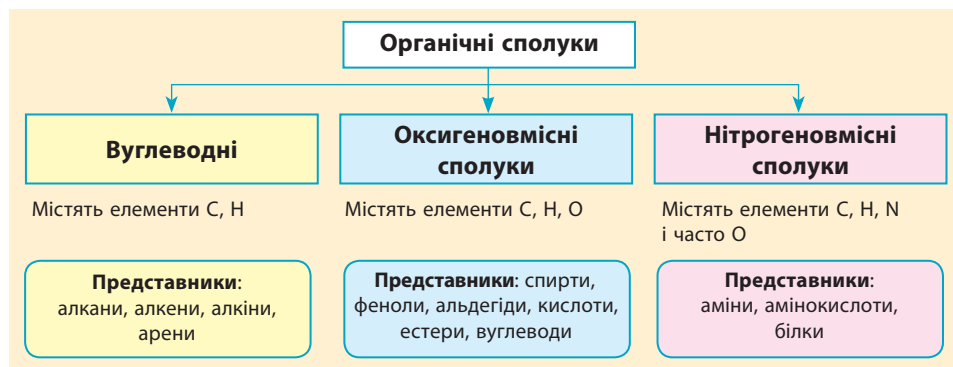 Органічні сполуки
Вуглеводні
Оксигеновмісні
сполуки
Нітрогеновмісні
сполуки
Містять елементи C, H
Містять елементи C, H, O
Містять елементи C, H, N
і часто O
Представники:
алкани, алкени, алкіни,
арени
Представники: спирти,
феноли, альдегіди, кислоти,
естери, вуглеводи
Представники:
аміни, амінокислоти,
білки